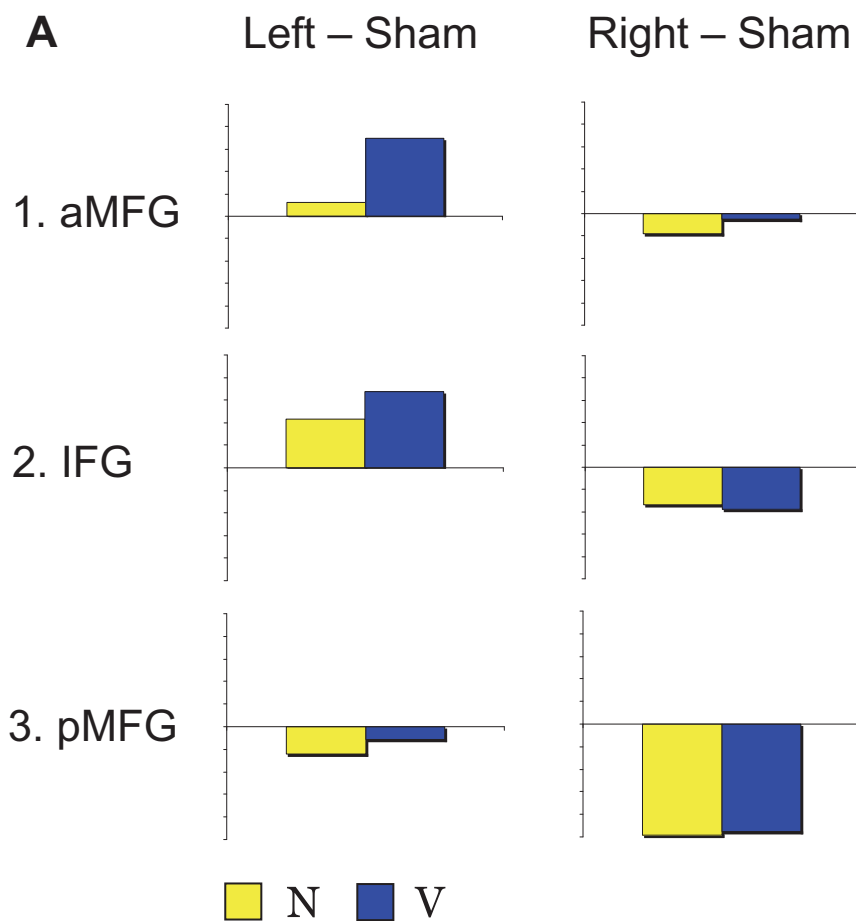 A
Left – Sham Right – Sham
1. aMFG
2. IFG
3. pMFG
N V